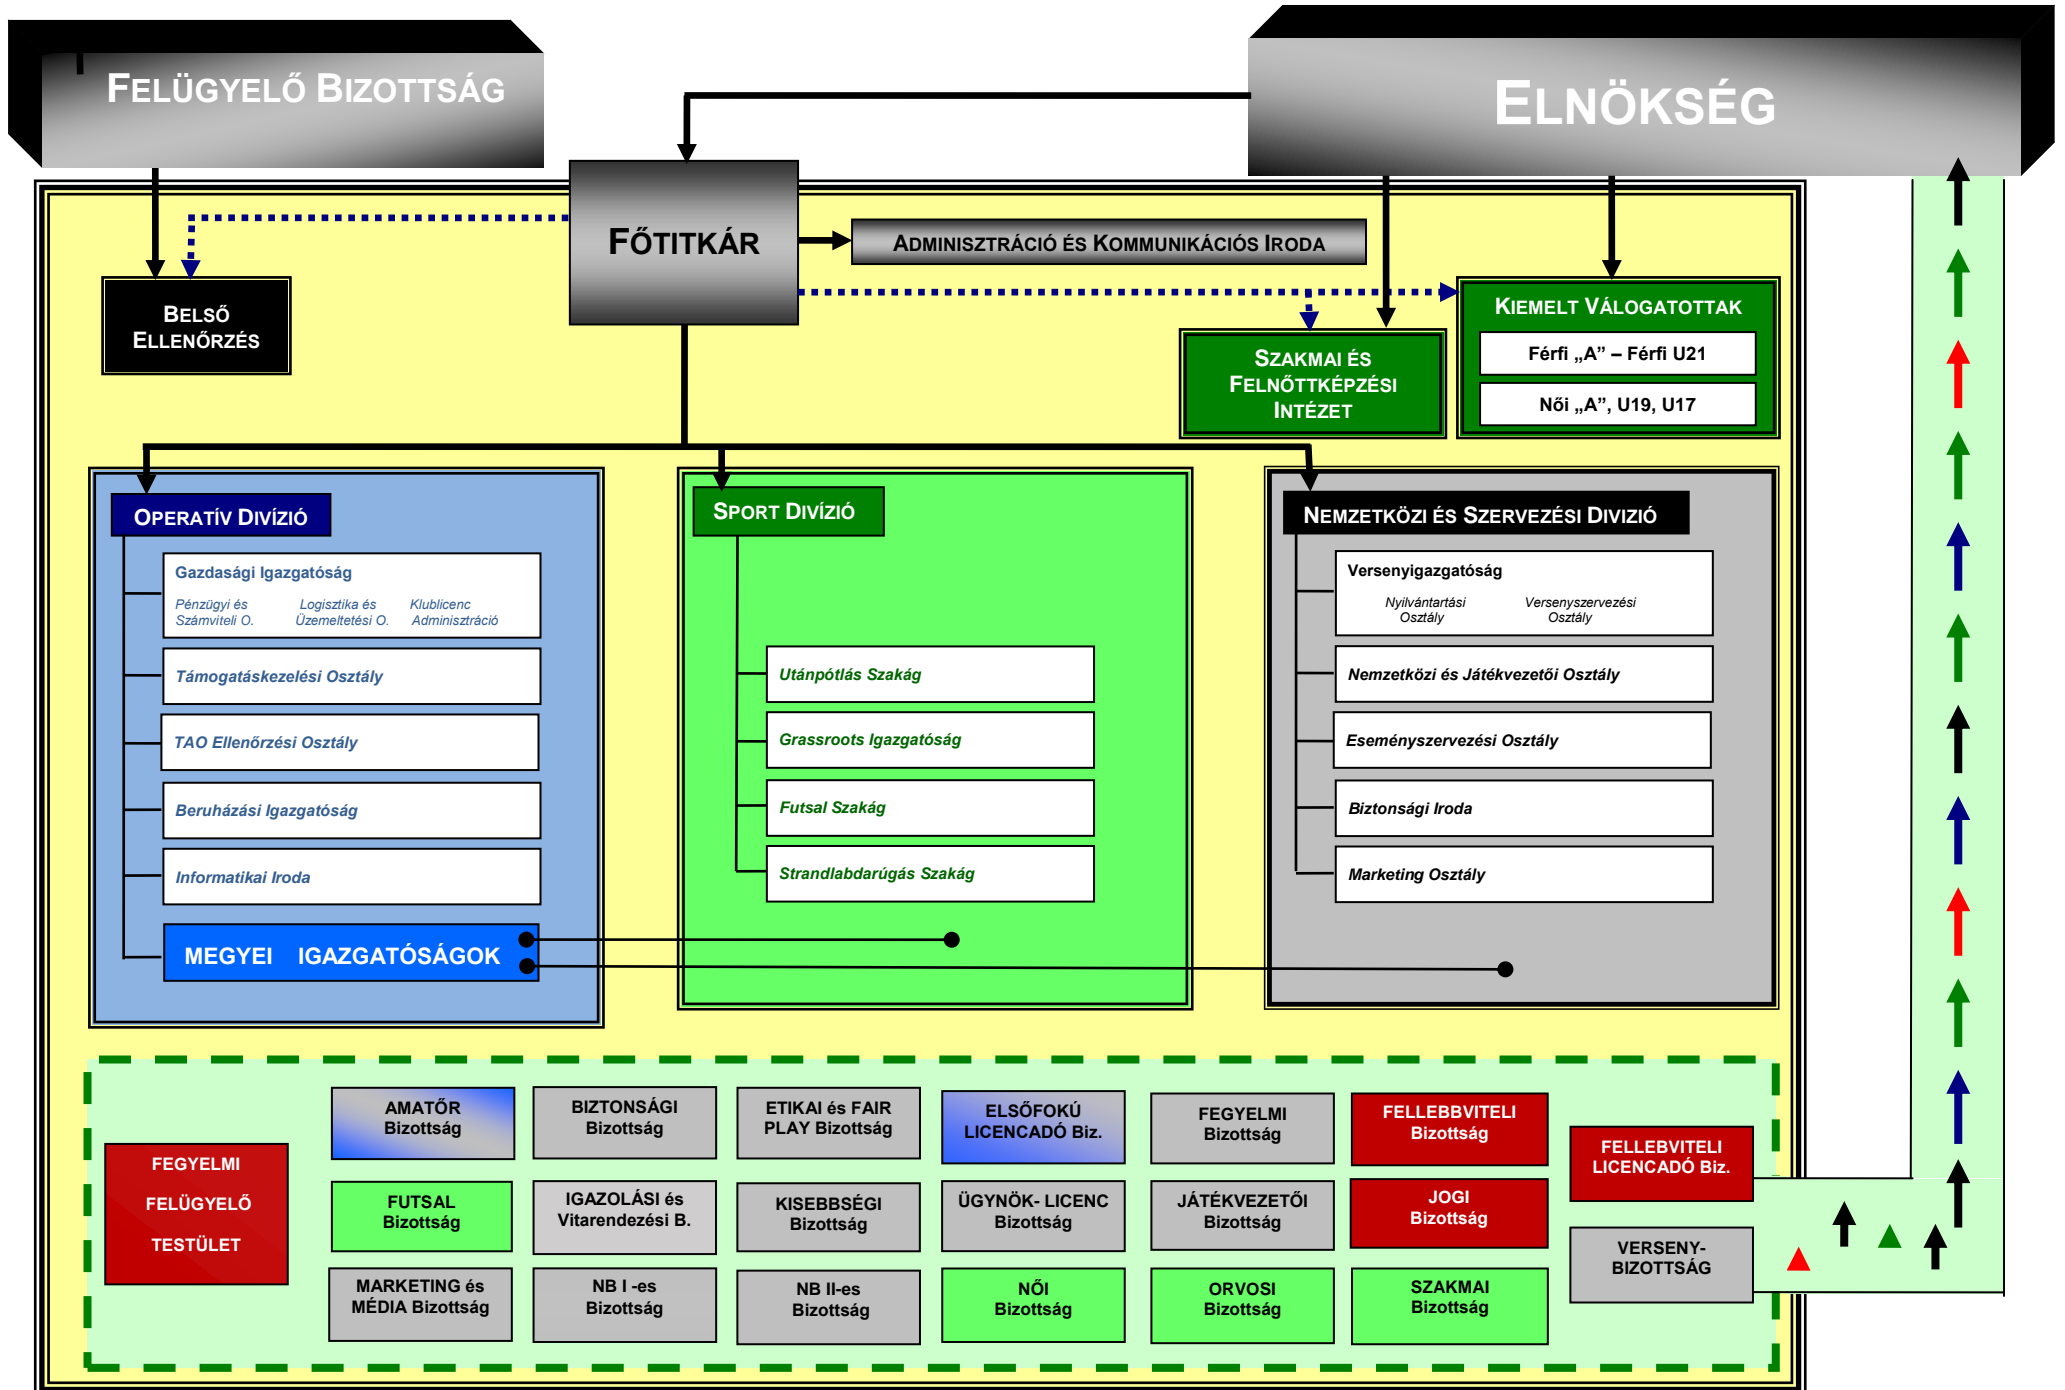 FELÜGYELŐ BIZOTTSÁG
ELNÖKSÉG
FŐTITKÁR
ADMINISZTRÁCIÓ ÉS KOMMUNIKÁCIÓS IRODA
BELSŐ
ELLENŐRZÉS
SZAKMAI ÉS
FELNŐTTKÉPZÉSI
INTÉZET
KIEMELT VÁLOGATOTTAK
Férfi „A” – Férfi U21
Női „A”, U19, U17
OPERATÍV DIVÍZIÓ
Gazdasági Igazgatóság
Pénzügyi és Logisztika és Klublicenc
Számviteli O. Üzemeltetési O. Adminisztráció
Támogatáskezelési Osztály
TAO Ellenőrzési Osztály
Beruházási Igazgatóság
Informatikai Iroda
MEGYEI IGAZGATÓSÁGOK
SPORT DIVÍZIÓ
Utánpótlás Szakág
Grassroots Igazgatóság
Futsal Szakág
Strandlabdarúgás Szakág
NEMZETKÖZI ÉS SZERVEZÉSI DIVIZIÓ
Versenyigazgatóság
Nyilvántartási Versenyszervezési
Osztály Osztály
Nemzetközi és Játékvezetői Osztály
Eseményszervezési Osztály
Biztonsági Iroda
Marketing Osztály
FEGYELMI
FELÜGYELŐ
TESTÜLET
AMATŐR
Bizottság
BIZTONSÁGI
Bizottság
ETIKAI és FAIR
PLAY Bizottság
ELSŐFOKÚ
LICENCADÓ Biz.
FEGYELMI
Bizottság
FELLEBBVITELI
Bizottság
FELLEBVITELI
LICENCADÓ Biz.
FUTSAL
Bizottság
IGAZOLÁSI és
Vitarendezési B.
KISEBBSÉGI
Bizottság
ÜGYNÖK- LICENC
Bizottság
JÁTÉKVEZETŐI
Bizottság
JOGI
Bizottság
VERSENY-
BIZOTTSÁG
MARKETING és
MÉDIA Bizottság
NB I -es
Bizottság
NB II-es
Bizottság
NŐI
Bizottság
ORVOSI
Bizottság
SZAKMAI
Bizottság